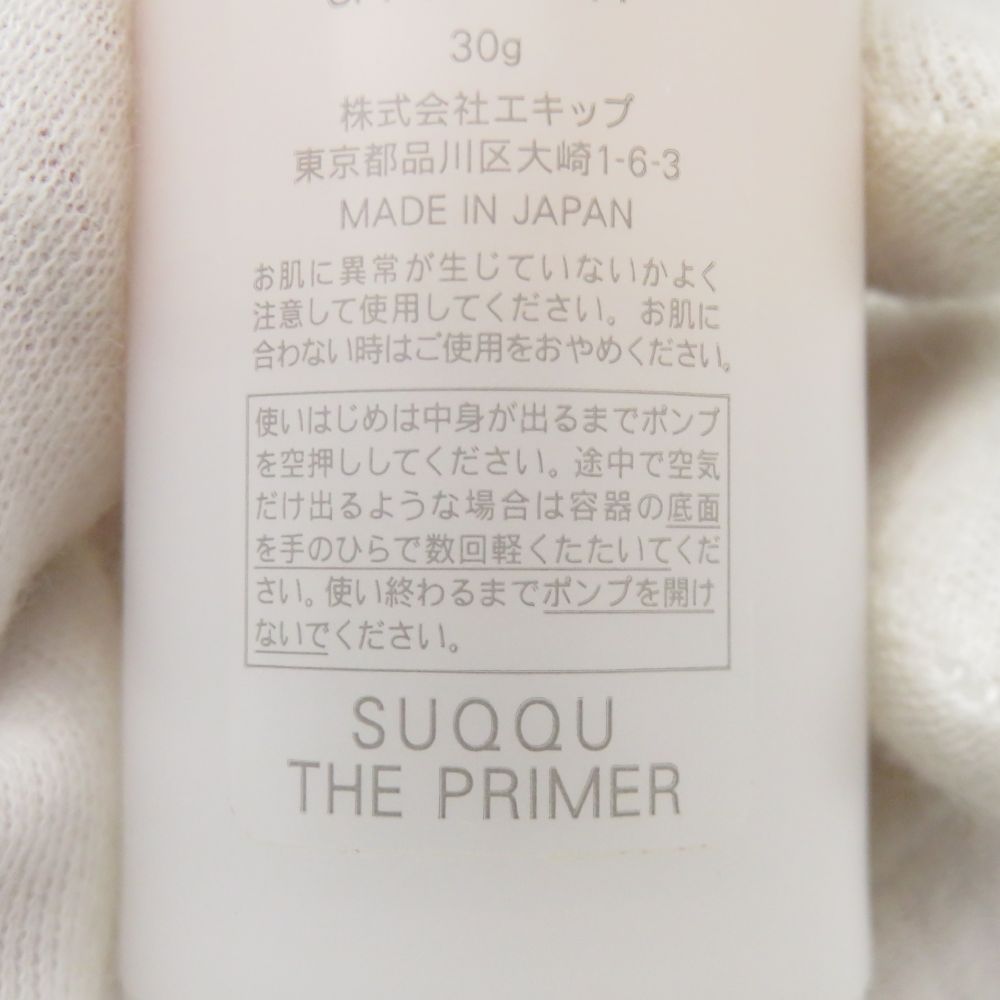 30g
株式会社エキップ
東京都品川区大崎1-6-3
MADE IN JAPAN
お肌に異常が生じていないかよく
注意して使用してください。お肌に
合わない時はご使用をおやめください。
使いはじめは中身が出るまでポンプ
を空押ししてください。途中で空気
だけ出るような場合は容器の底面
を手のひらで数回軽くたたいてくだ
さい。使い終わるまでポンプを開け
ないでください。
SUQQU
THE PRIMER